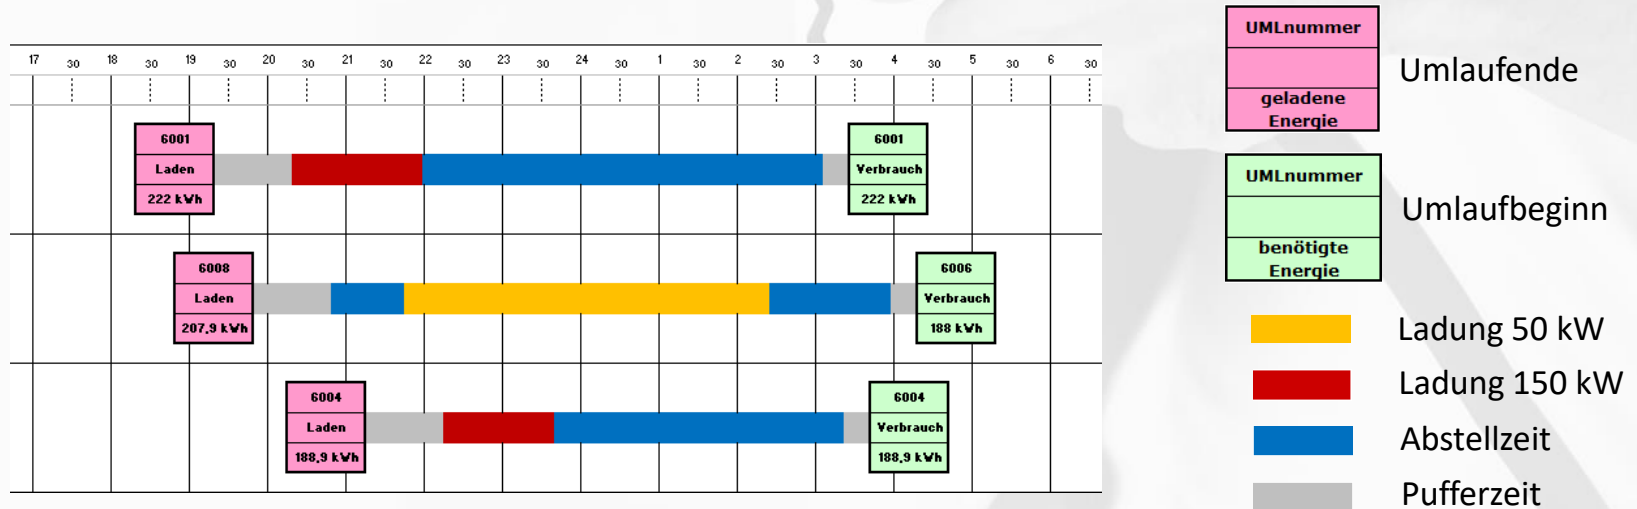 17 30 18 30 19 30 20 30 21 30 22 30 23 30 24 30 1 30 2 30 3 30 4 30 5 30 6 30
6001
Laden
222 kWh
6001
Verbrauch
222 kWh
6008
Laden
207,9 kWh
6006
Verbrauch
188 kWh
6004
Laden
188,9 kWh
6004
Verbrauch
188,9 kWh
UMLnummer
geladene
Energie
Umlaufende
UMLnummer
benötigte
Energie
Umlaufbeginn
Ladung 50 kW
Ladung 150 kW
Abstellzeit
Pufferzeit